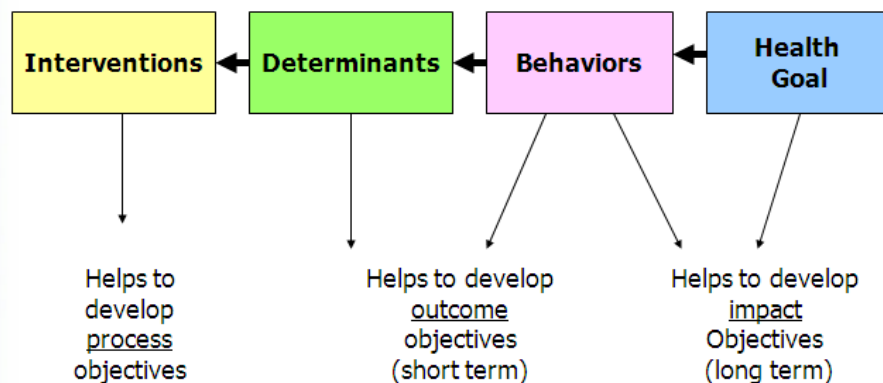 Interventions
Determinants
Behaviors
Health
Goal
Helps to
develop
process
objectives
Helps to develop
outcome
objectives
(short term)
Helps to develop
impact
Objectives
(long term)